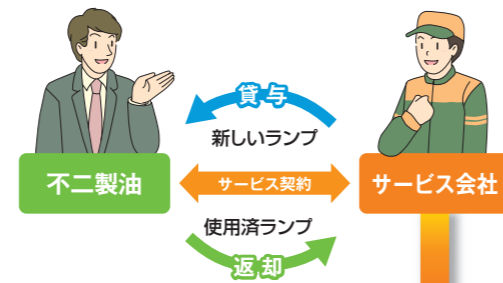 貸与
新しいランプ
不二製油
サービス契約
サービス会社
使用済ランプ
返却